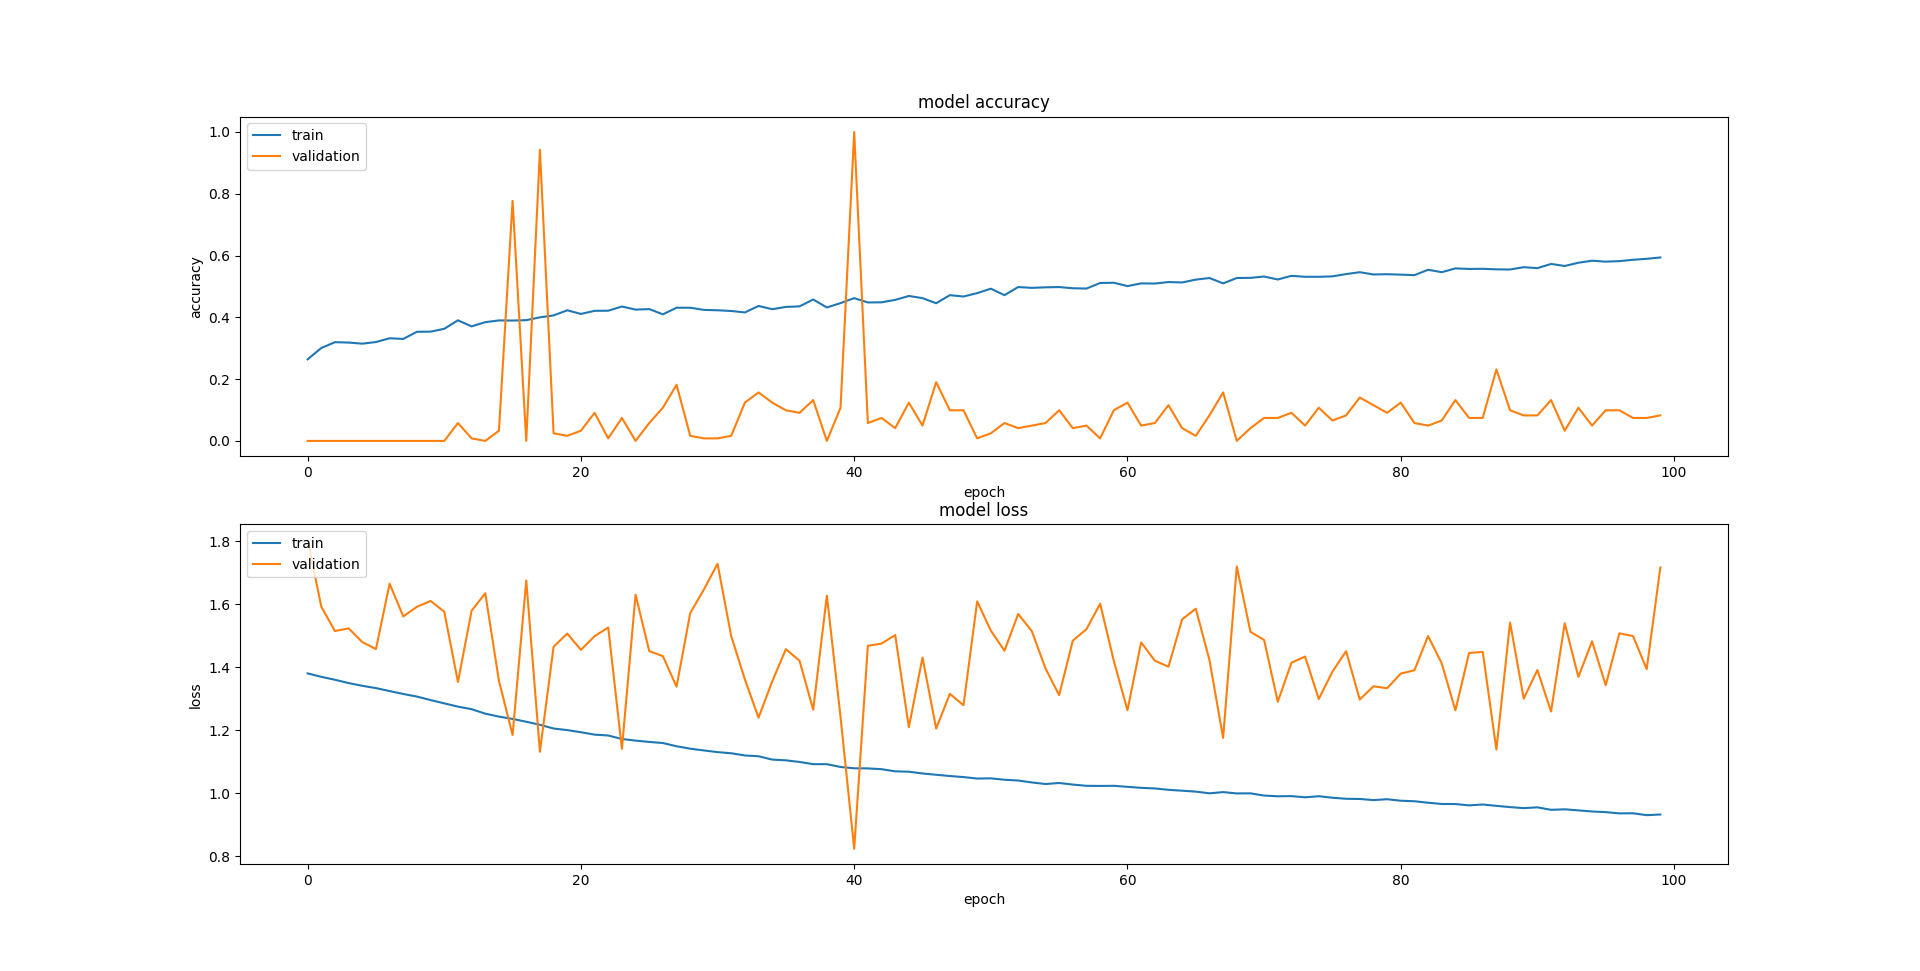 model accuracy
train
validation
1.0
0.8
0.6
0.4
0.2
0.0
accuracy
0 20 40 60 80 100
epoch
model loss
train
validation
1.8
1.6
1.4
1.2
1.0
0.8
loss
0 20 40 60 80 100
epoch